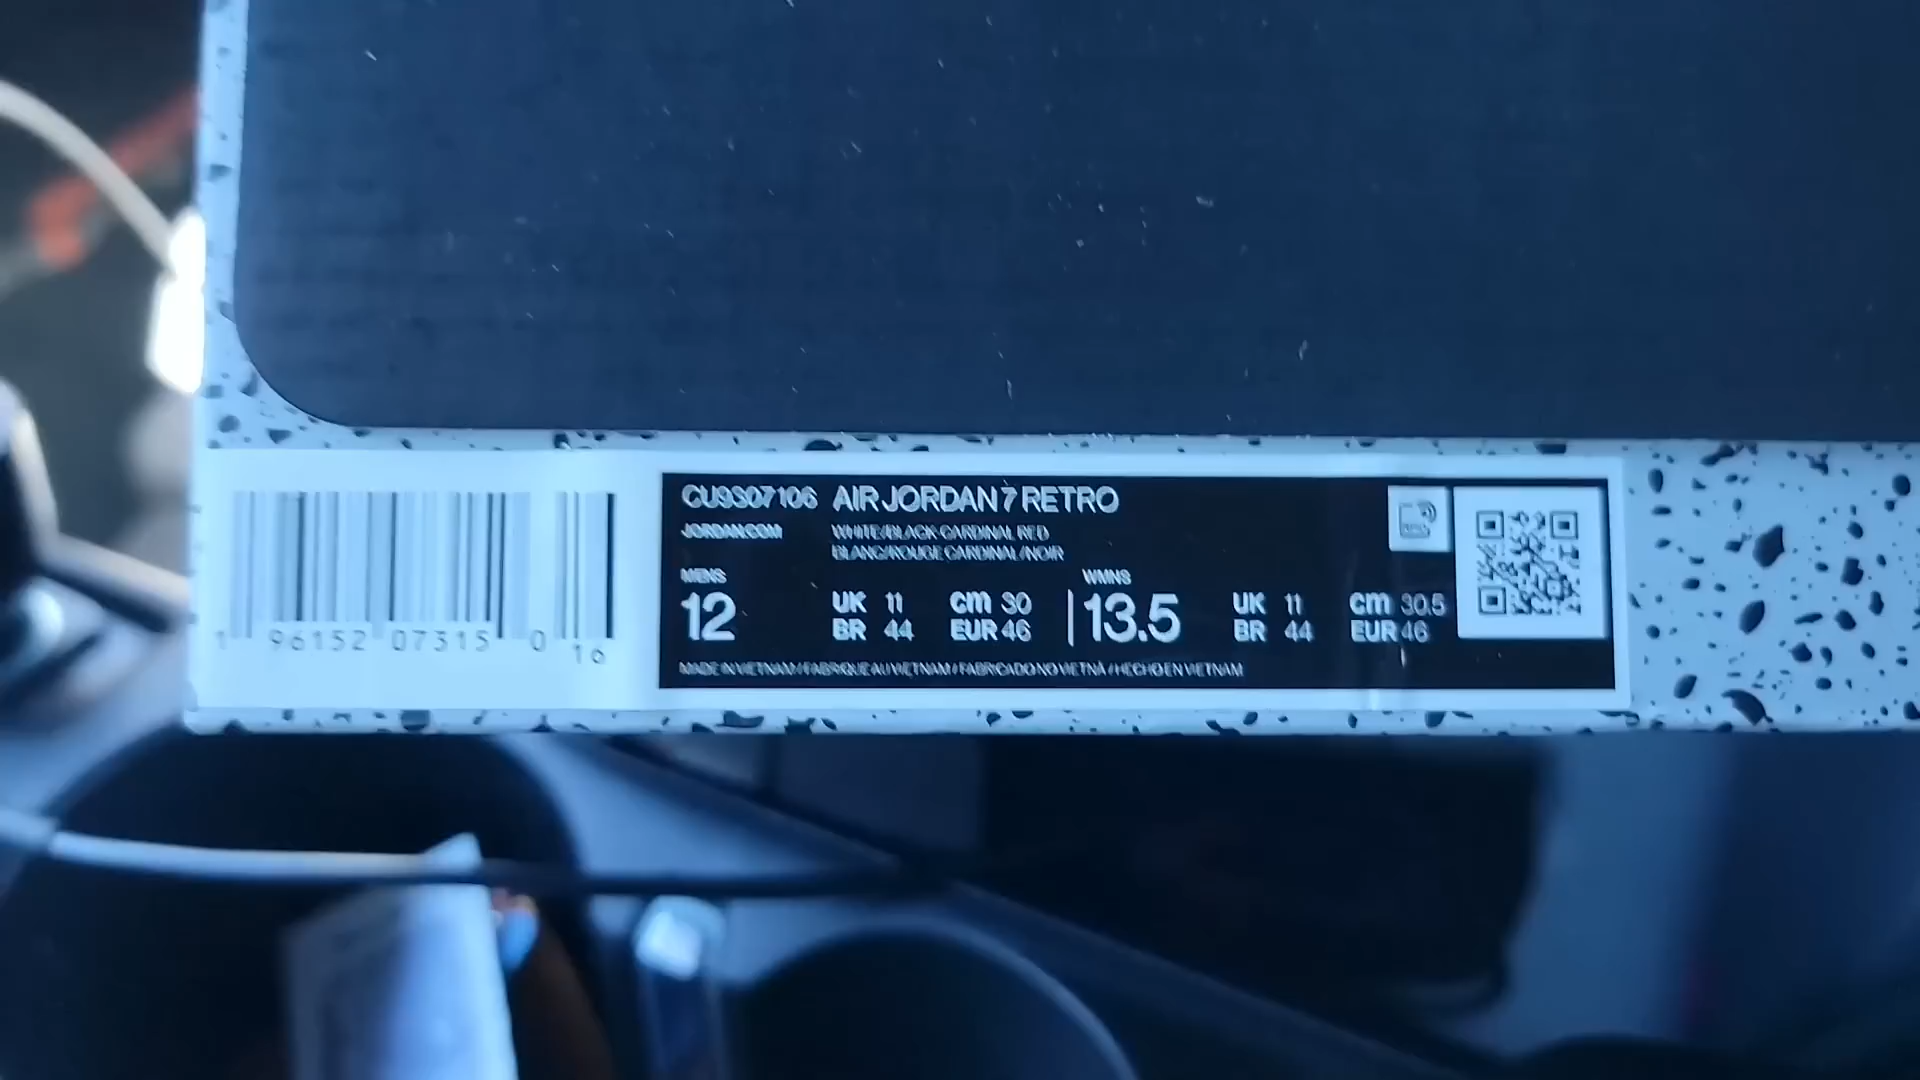 CU9307 106 AIR JORDAN 7 RETRO
JORDAN.COM WHITE/BLACK-CARDINAL RED
BLANC/ROUGE CARDINAL/NOIR
MENS WMNS
12 UK 11 cm 30 13.5 UK 11 cm 30.5
BR 44 EUR 46 BR 44 EUR 46
MADE IN VIETNAM / FABRIQUE AU VIETNAM / FABRICADO NO VIETNÃ / HECHO EN VIETNAM
1 96152 07315 0 16